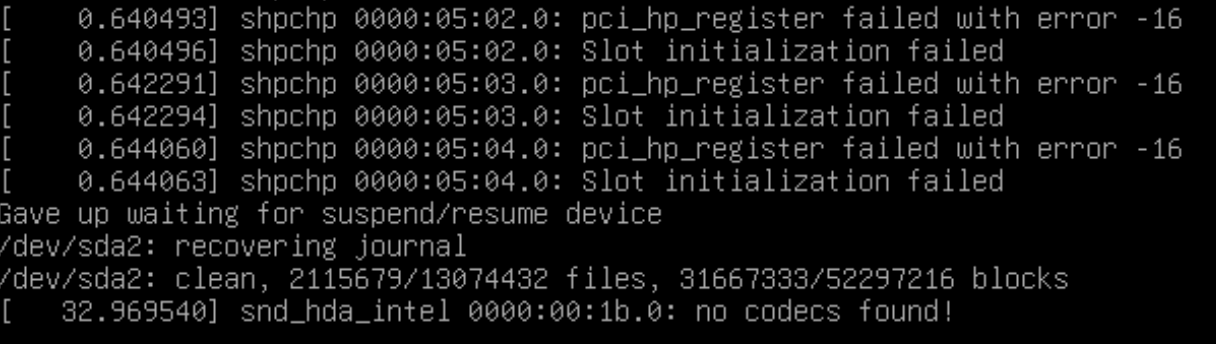 [    0.640493] shpchp 0000:05:02.0: pci_hp_register failed with error -16
[    0.640496] shpchp 0000:05:02.0: Slot initialization failed
[    0.642291] shpchp 0000:05:03.0: pci_hp_register failed with error -16
[    0.642294] shpchp 0000:05:03.0: Slot initialization failed
[    0.644060] shpchp 0000:05:04.0: pci_hp_register failed with error -16
[    0.644063] shpchp 0000:05:04.0: Slot initialization failed
Gave up waiting for suspend/resume device
/dev/sda2: recovering journal
/dev/sda2: clean, 2115679/13074432 files, 31667333/52297216 blocks
[   32.969540] snd_hda_intel 0000:00:1b.0: no codecs found!